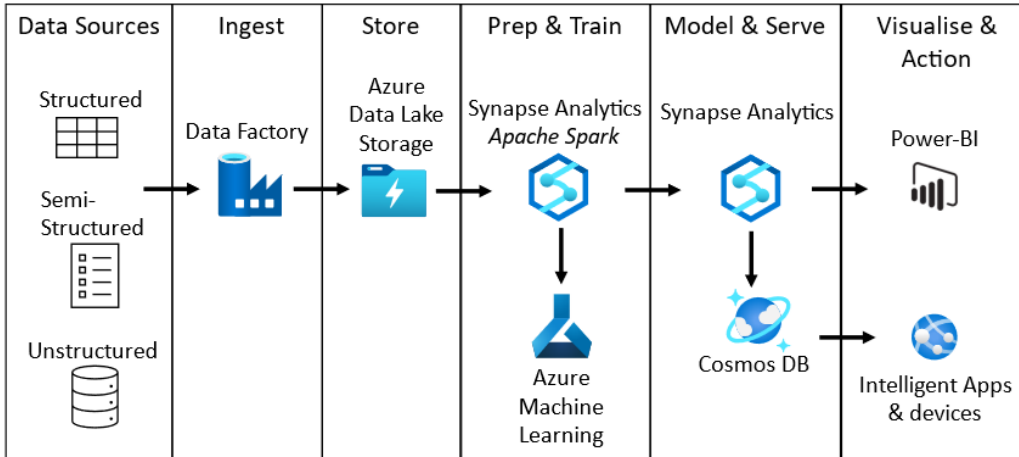 Data Sources
Ingest
Store
Prep & Train
Model & Serve
Visualise &
Action
Structured
Semi-
Structured
Unstructured
Data Factory
Azure
Data Lake
Storage
Synapse Analytics
Apache Spark
Azure
Machine
Learning
Synapse Analytics
Cosmos DB
Power-BI
Intelligent Apps
& devices